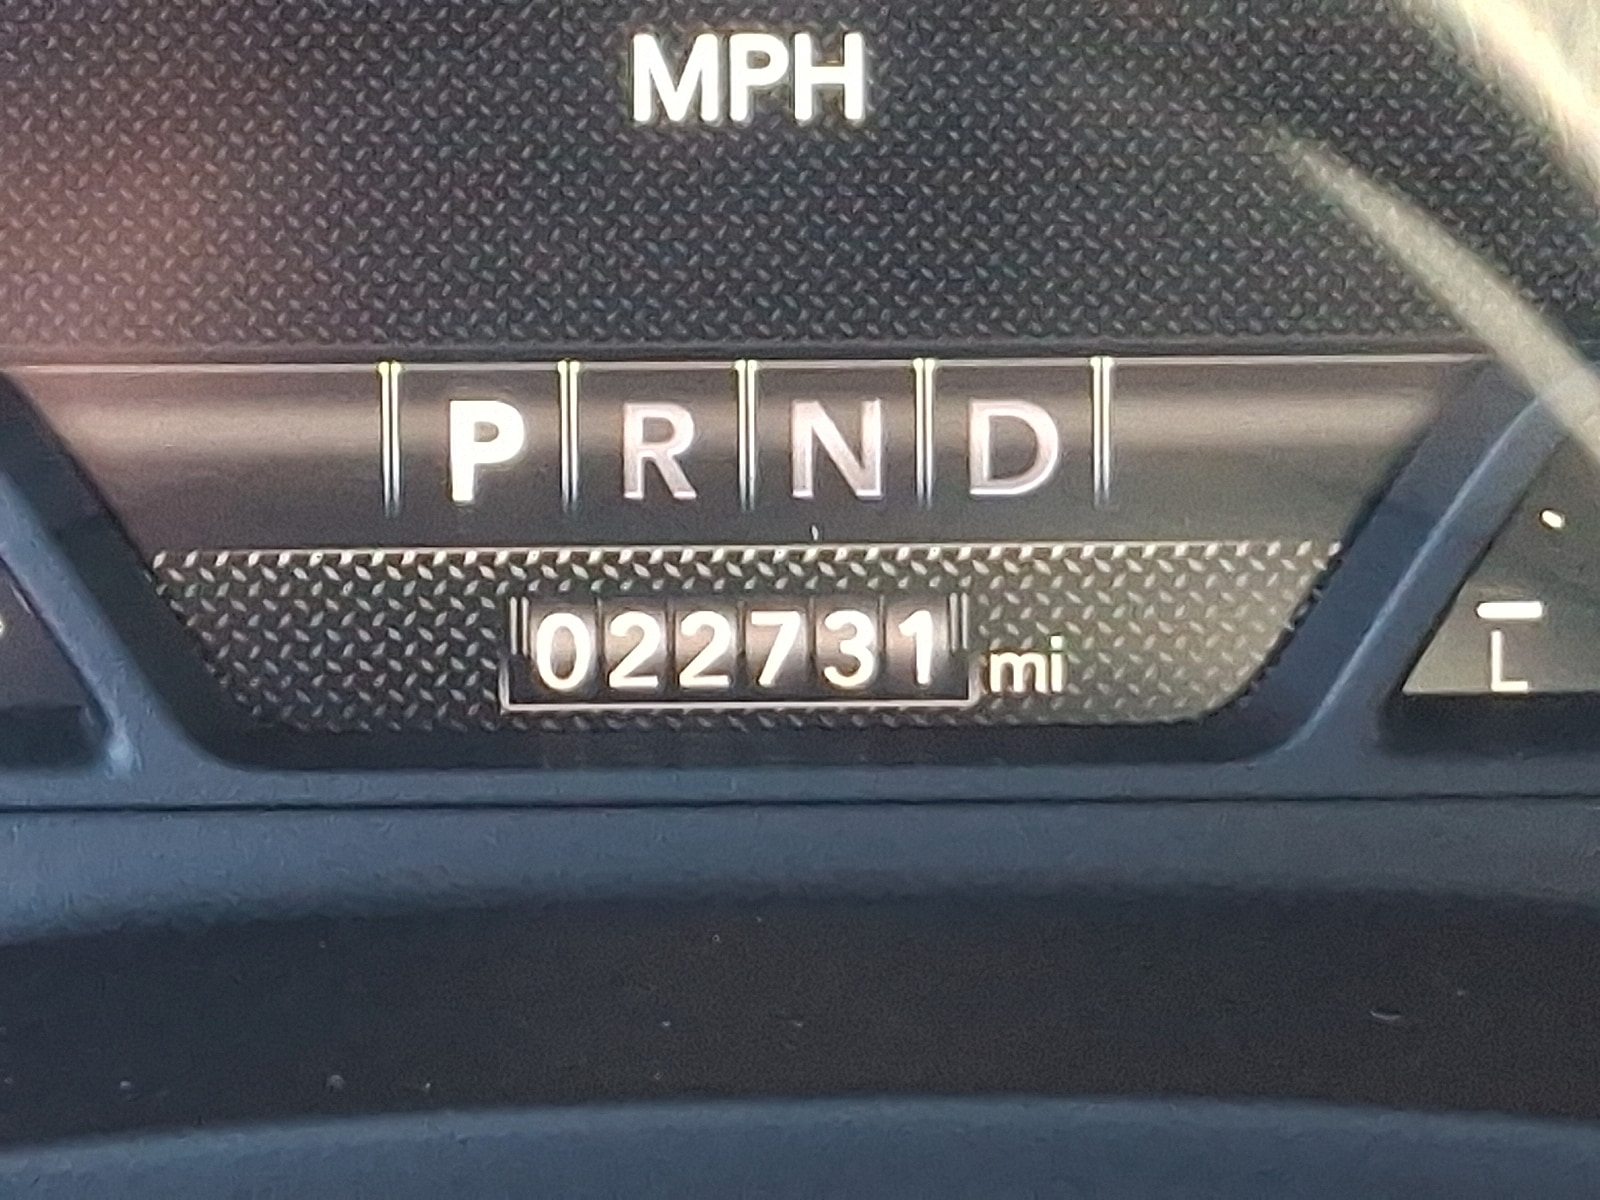 MPH
P R N D
022731 mi
L